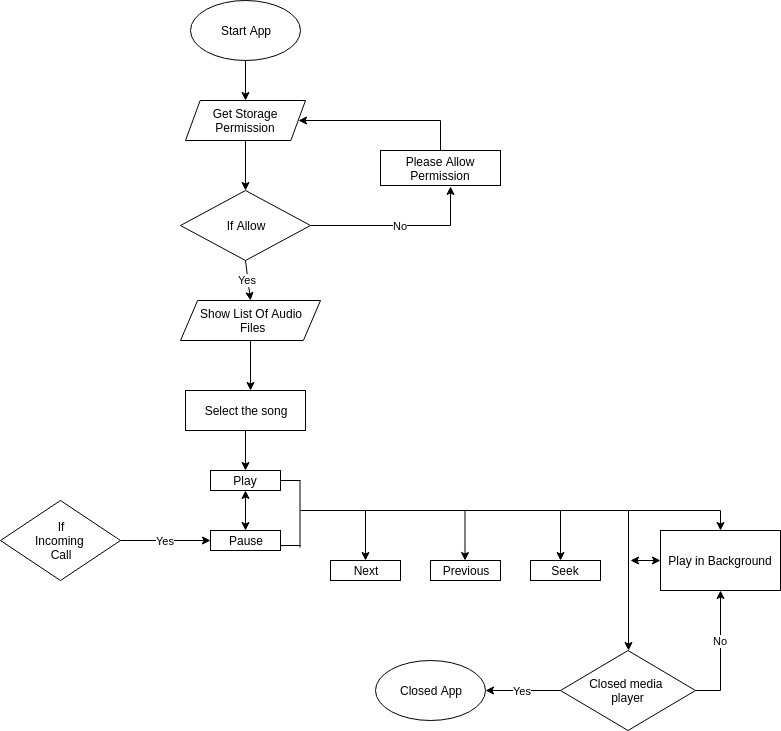 Start App
Get Storage
Permission
Please Allow
Permission
If Allow
No
Yes
Show List Of Audio
Files
Select the song
Play
If
Incoming
Call
Yes
Pause
Next
Previous
Seek
Play in Background
No
Closed App
Yes
Closed media
player